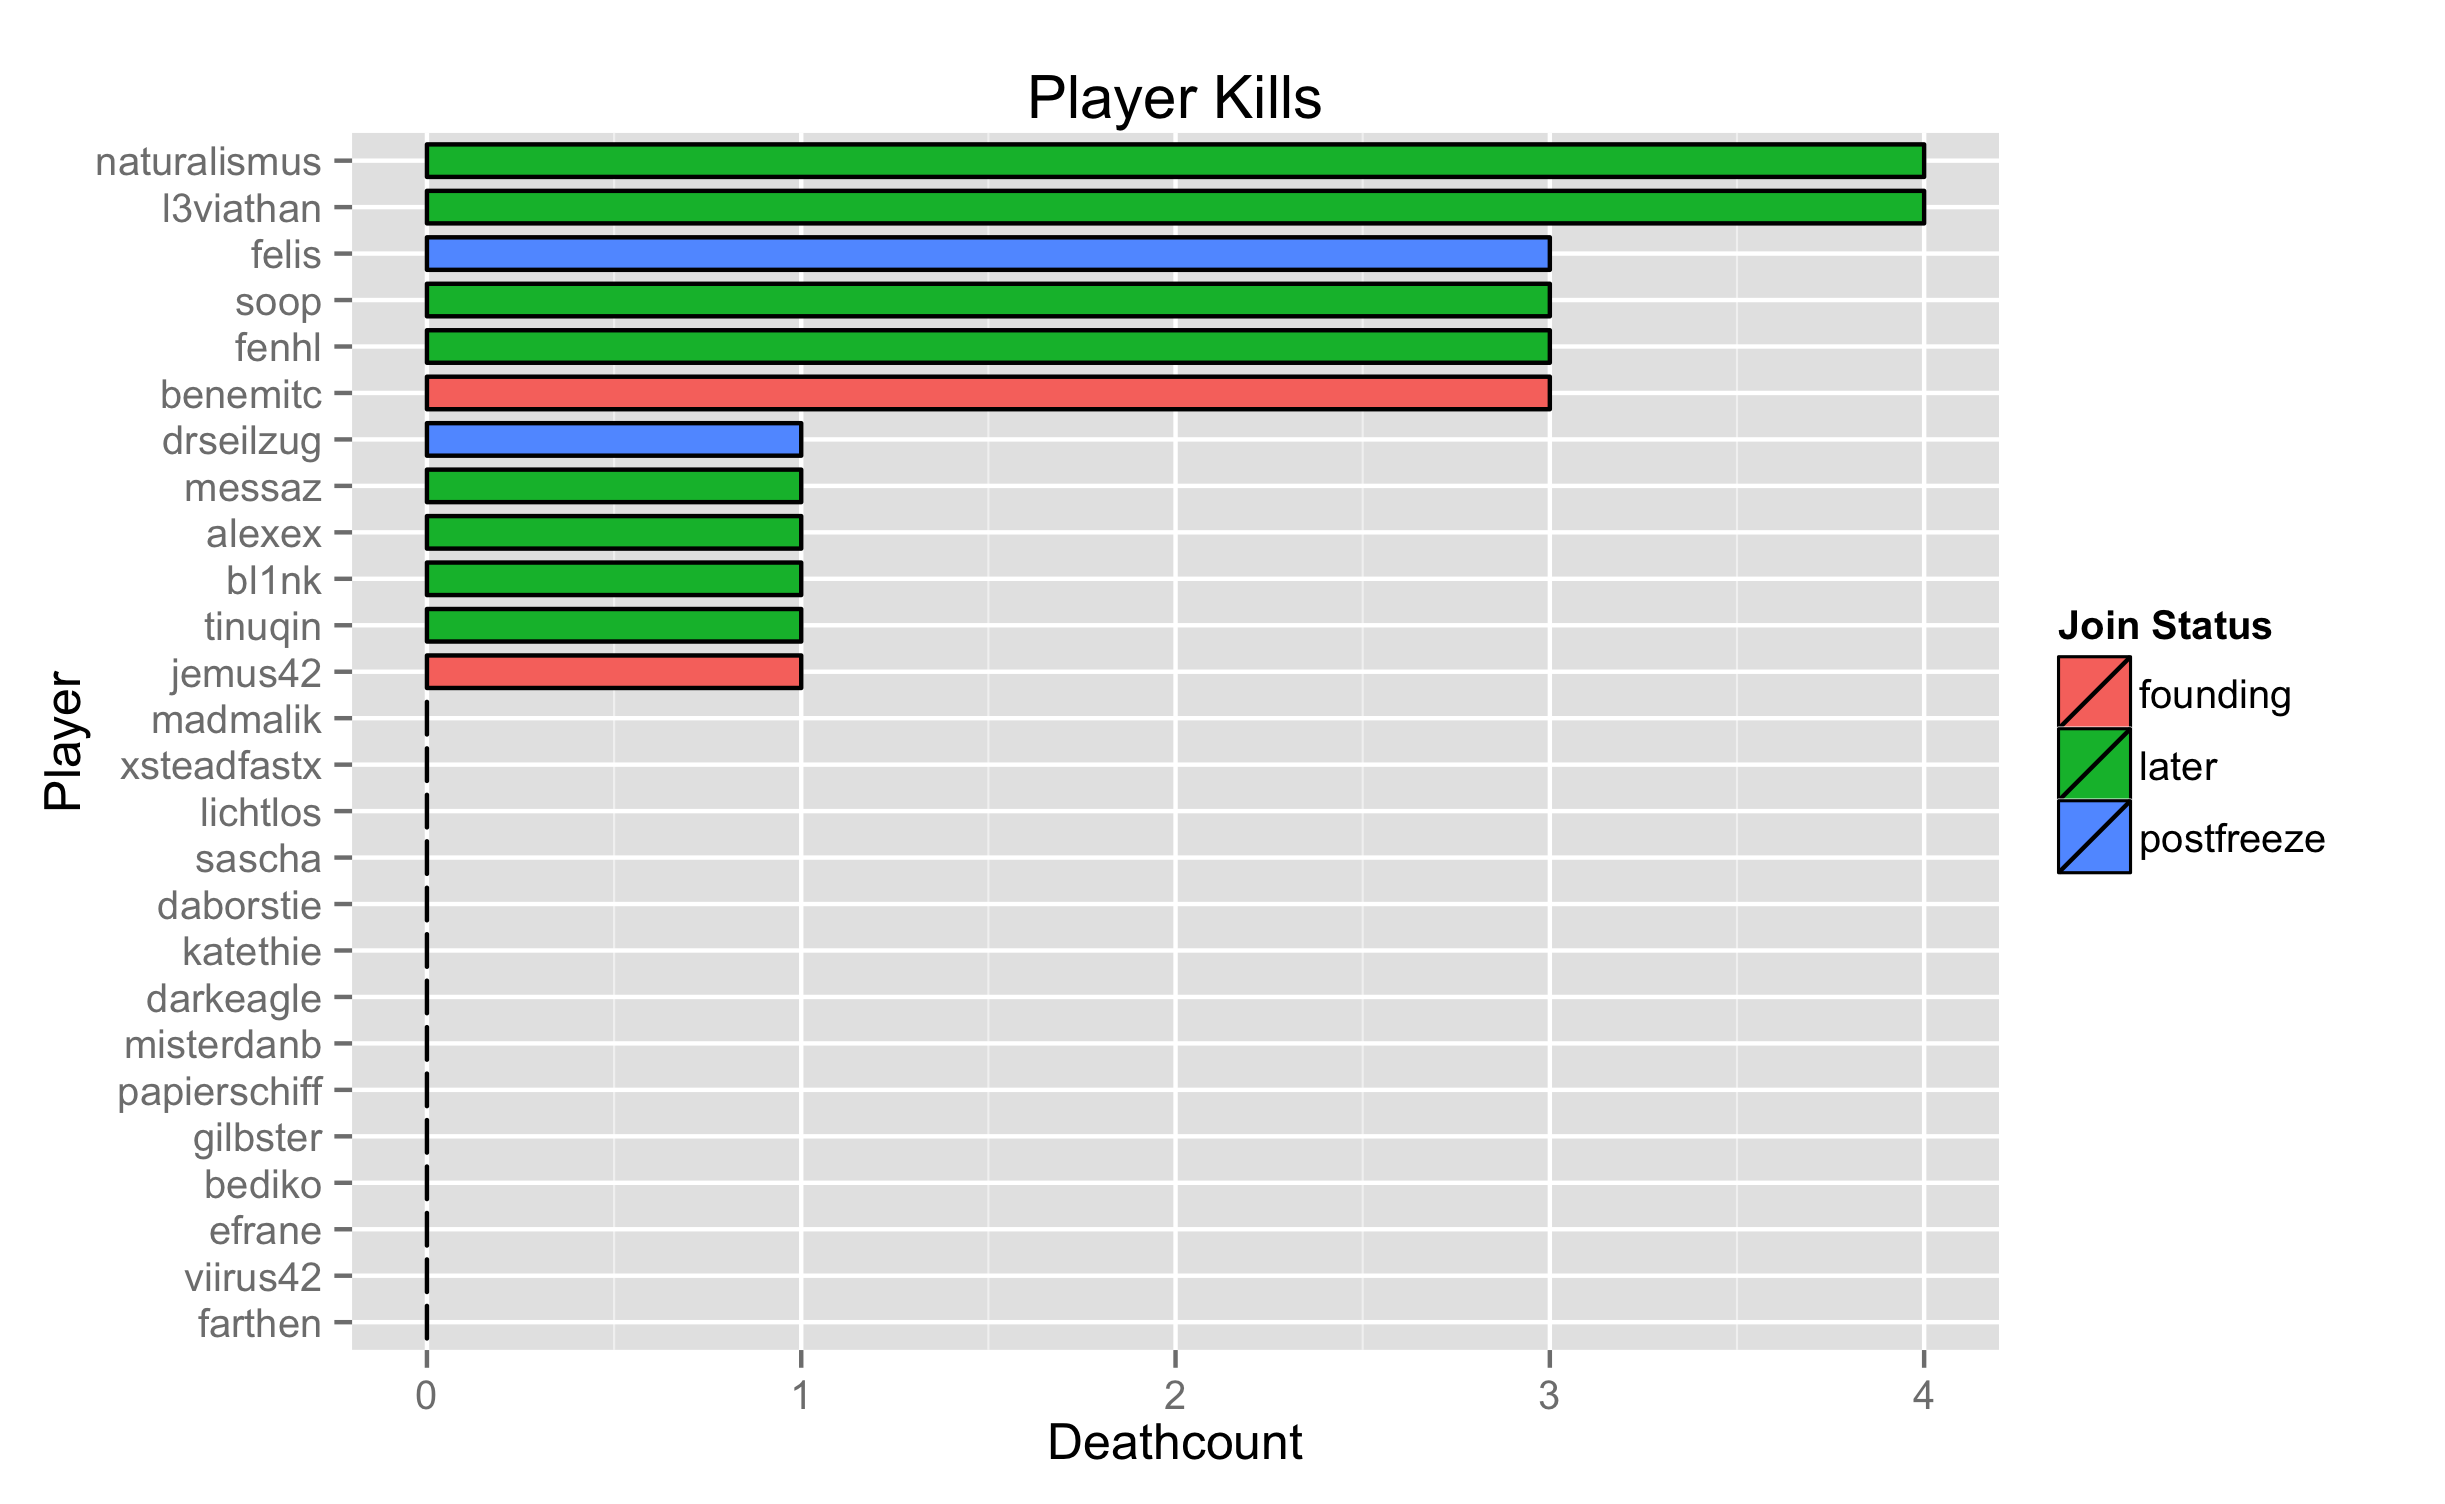 Player Kills
naturalismus
l3viathan
felis
soop
fenhl
benemitc
drseilzug
messaz
alexex
bl1nk
tinuqin
jemus42
madmalik
xsteadfastx
lichtlos
sascha
daborstie
katethie
darkeagle
misterdanb
papierschiff
gilbster
bediko
efrane
viirus42
farthen
Player
0 1 2 3 4
Deathcount
Join Status
founding
later
postfreeze